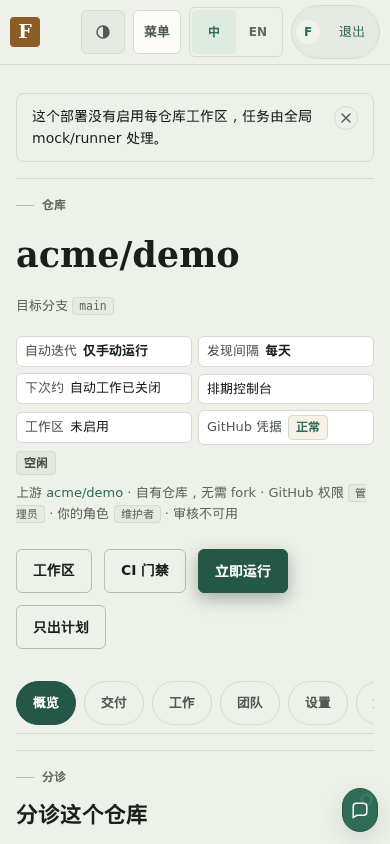 F 菜单 中 EN F 退出
这个部署没有启用每仓库工作区，任务由全局
mock/runner 处理。
仓库
acme/demo
目标分支 main
自动迭代 仅手动运行 发现间隔 每天
下次约 自动工作已关闭 排期控制台
工作区 未启用 GitHub 凭据 正常
空闲
上游 acme/demo · 自有仓库，无需 fork · GitHub 权限 管
理员 · 你的角色 维护者 · 审核不可用
工作区 CI 门禁 立即运行
只出计划
概览 交付 工作 团队 设置
分诊
分诊这个仓库